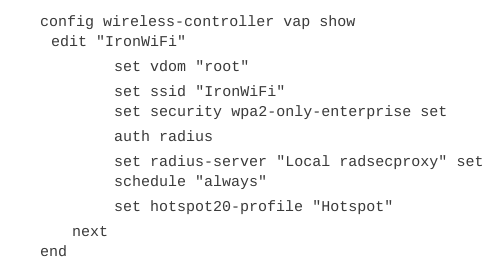 config wireless-controller vap show
edit "IronWiFi"
set vdom "root"
set ssid "IronWiFi"
set security wpa2-only-enterprise set
auth radius
set radius-server "Local radsecproxy" set
schedule "always"
set hotspot20-profile "Hotspot"
next
end